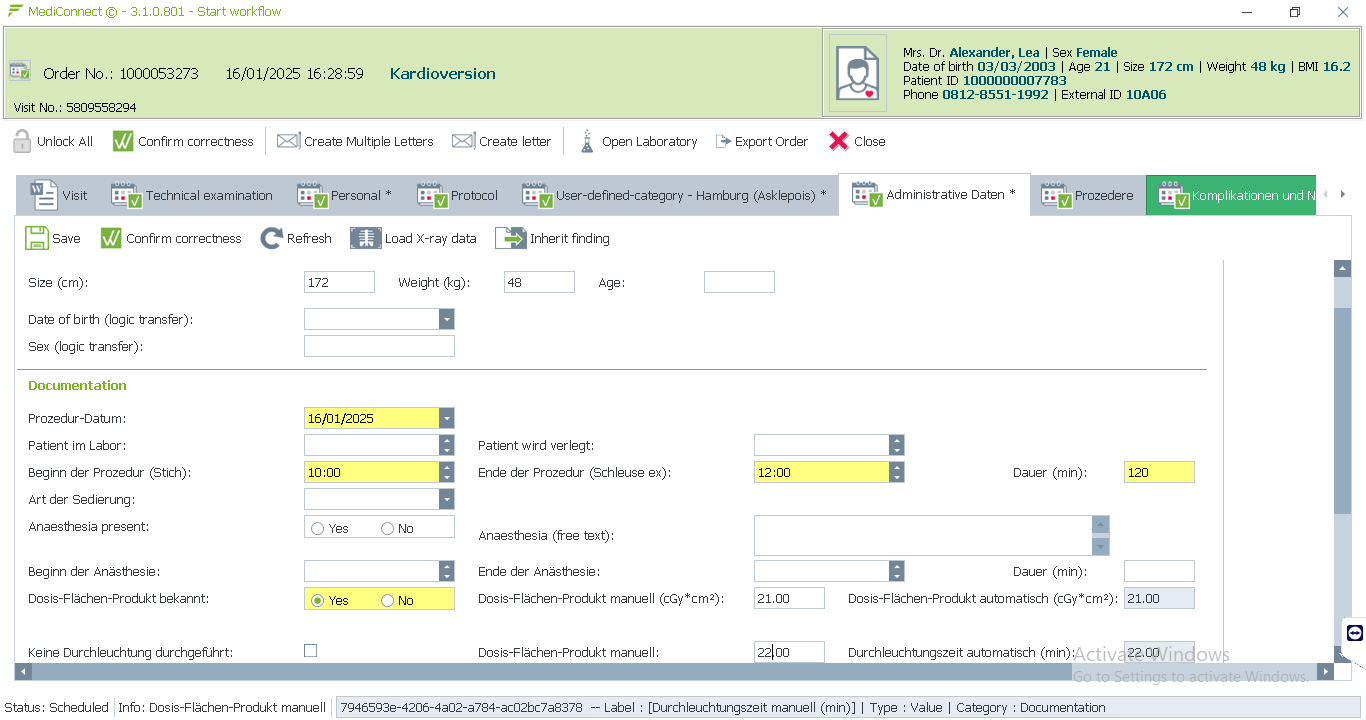 MediConnect © - 3.1.0.801 - Start workflow
Order No.: 1000053273 16/01/2025 16:28:59 Kardioversion
Visit No.: 5809558294
Mrs. Dr. Alexander, Lea | Sex Female
Date of birth 03/03/2003 | Age 21 | Size 172 cm | Weight 48 kg | BMI 16.2
Patient ID 1000000007783
Phone 0812-8551-1992 | External ID 10A06
Unlock All Confirm correctness Create Multiple Letters Create letter Open Laboratory Export Order Close
Visit Technical examination Personal * Protocol User-defined-category - Hamburg (Asklepois) * Administrative Daten * Prozedere Komplikationen und N
Save Confirm correctness Refresh Load X-ray data Inherit finding
Size (cm): 172 Weight (kg): 48 Age:
Date of birth (logic transfer):
Sex (logic transfer):
Documentation
Prozedur-Datum: 16/01/2025
Patient im Labor: Patient wird verlegt:
Beginn der Prozedur (Stich): 10:00 Ende der Prozedur (Schleuse ex): 12:00 Dauer (min): 120
Art der Sedierung:
Anaesthesia present: Yes No Anaesthesia (free text):
Beginn der Anästhesie: Ende der Anästhesie: Dauer (min):
Dosis-Flächen-Produkt bekannt: Yes No Dosis-Flächen-Produkt manuell (cGy*cm²): 21.00 Dosis-Flächen-Produkt automatisch (cGy*cm²): 21.00
Keine Durchleuchtung durchgeführt: Dosis-Flächen-Produkt manuell: 22.00 Durchleuchtungszeit automatisch (min): 22.00
Activate Windows
Go to Settings to activate Windows.
Status: Scheduled Info: Dosis-Flächen-Produkt manuell 7946593e-4206-4a02-a784-ac02bc7a8378 -- Label : [Durchleuchtungszeit manuell (min)] | Type : Value | Category : Documentation